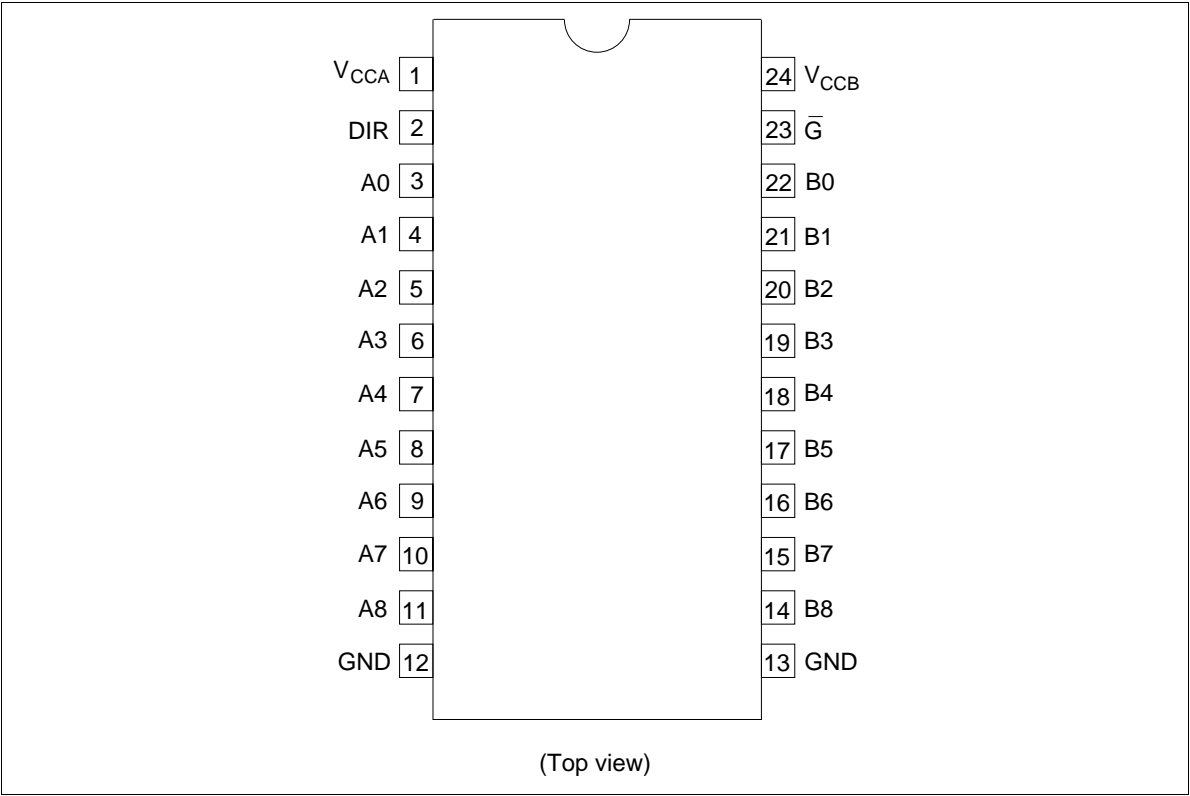 VCCA 1 24 VCCB
DIR 2 23 G̅
A0 3 22 B0
A1 4 21 B1
A2 5 20 B2
A3 6 19 B3
A4 7 18 B4
A5 8 17 B5
A6 9 16 B6
A7 10 15 B7
A8 11 14 B8
GND 12 13 GND
(Top view)